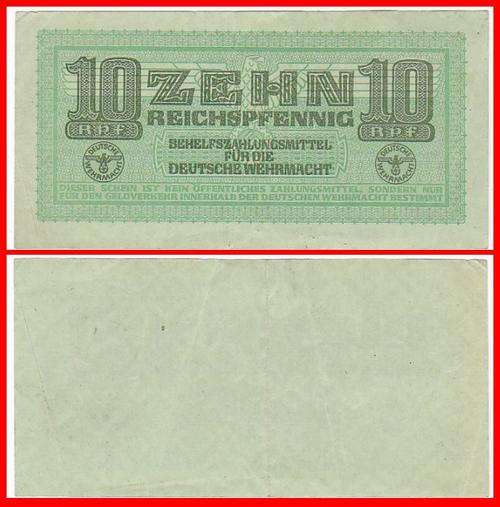 10 ZEHN 10
REICHSPFENNIG
Rpf. Rpf.
BEHELFSZAHLUNGSMITTEL
FÜR DIE
DEUTSCHE WEHRMACHT
DEUTSCHE WEHRMACHT
DEUTSCHE WEHRMACHT
DIESER SCHEIN IST KEIN ÖFFENTLICHES ZAHLUNGSMITTEL, SONDERN NUR
FÜR DEN GELDVERKEHR INNERHALB DER DEUTSCHEN WEHRMACHT BESTIMMT